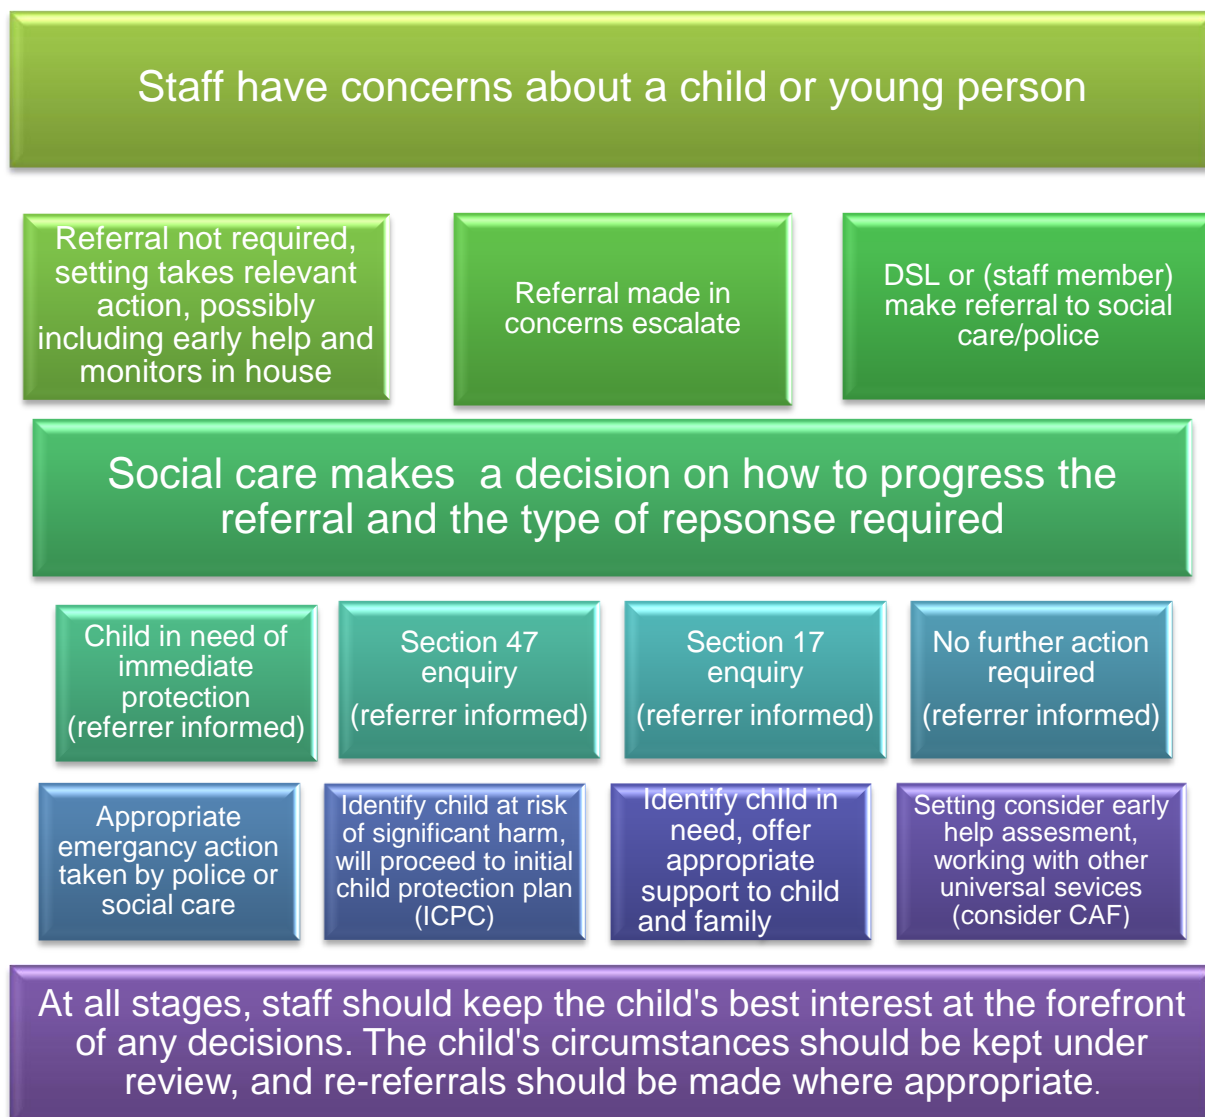 Staff have concerns about a child or young person
Referral not required,
setting takes relevant
action, possibly
including early help and
monitors in house
Referral made in
concerns escalate
DSL or (staff member)
make referral to social
care/police
Social care makes  a decision on how to progress the
referral and the type of repsonse required
Child in need of
immediate
protection
(referrer informed)
Section 47
enquiry
(referrer informed)
Section 17
enquiry
(referrer informed)
No further action
required
(referrer informed)
Appropriate
emergancy action
taken by police or
social care
Identify child at risk
of significant harm,
will proceed to initial
child protection plan
(ICPC)
Identify chIld in
need, offer
appropriate
support to child
and family
Setting consider early
help assesment,
working with other
universal sevices
(consider CAF)
At all stages, staff should keep the child's best interest at the forefront
of any decisions. The child's circumstances should be kept under
review, and re-referrals should be made where appropriate.